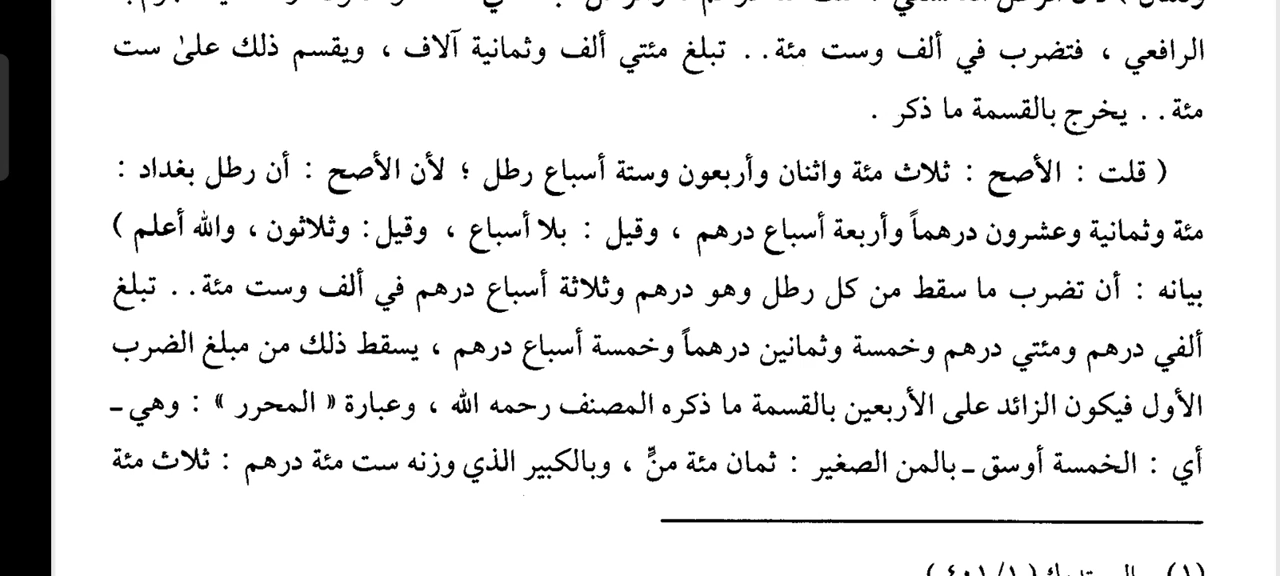 الرافعي ، فتضرب في ألف وست مئة . . تبلغ مئتي ألف وثمانية آلاف ، ويقسم ذلك علىٰ ست
مئة . . يخرج بالقسمة ما ذكر .
( قلت : الأصح : ثلاث مئة واثنان وأربعون وستة أسباع رطل ؛ لأن الأصح : أن رطل بغداد :
مئة وثمانية وعشرون درهماً وأربعة أسباع درهم ، وقيل : بلا أسباع ، وقيل : وثلاثون ، والله أعلم )
بيانه : أن تضرب ما سقط من كل رطل وهو درهم وثلاثة أسباع درهم في ألف وست مئة . . تبلغ
ألفي درهم ومئتي درهم وخمسة وثمانين درهماً وخمسة أسباع درهم ، يسقط ذلك من مبلغ الضرب
الأول فيكون الزائد على الأربعين بالقسمة ما ذكره المصنف رحمه الله ، وعبارة « المحرر » : وهي ـ
أي : الخمسة أوسق ـ بالمن الصغير : ثمان مئة منٍّ ، وبالكبير الذي وزنه ست مئة درهم : ثلاث مئة